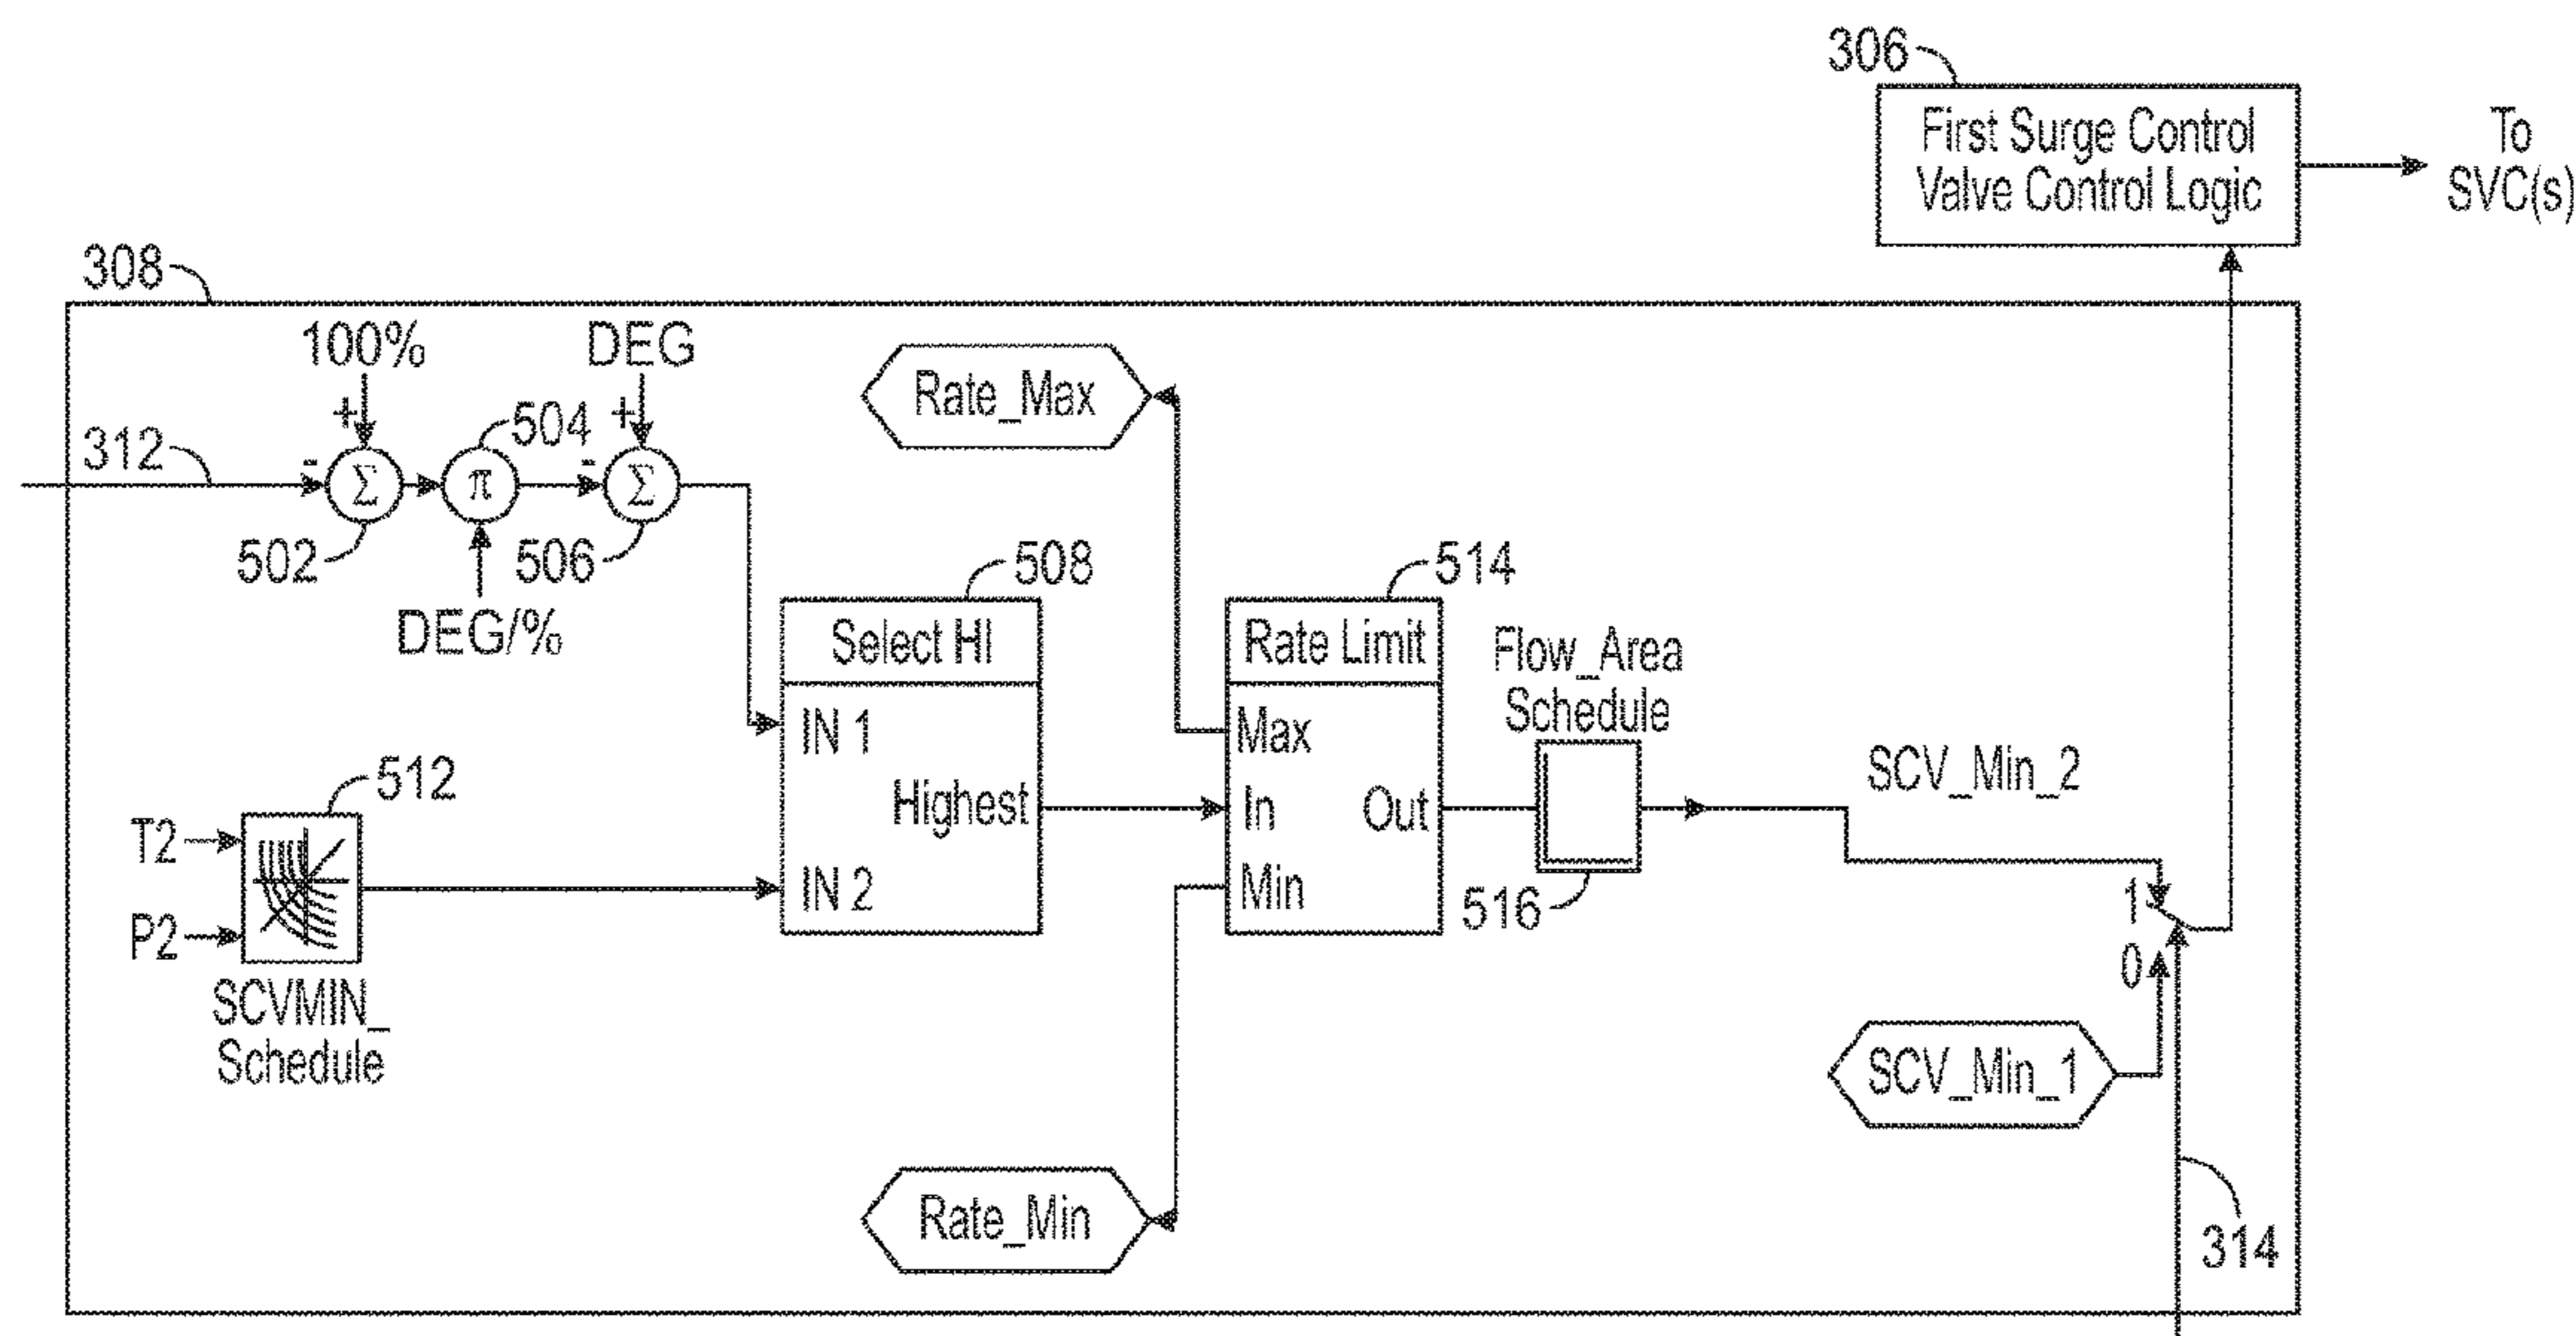 306
First Surge Control
Valve Control Logic
To
SVC(s)
308
100%
DEG
+
504
+
312
-
Σ
π
-
Σ
502
506
DEG/%
Rate_Max
508
Select HI
IN 1
Highest
IN 2
514
Rate Limit
Max
In
Out
Min
Flow_Area
Schedule
516
SCV_Min_2
512
T2
P2
SCVMIN_
Schedule
1
0
SCV_Min_1
Rate_Min
314